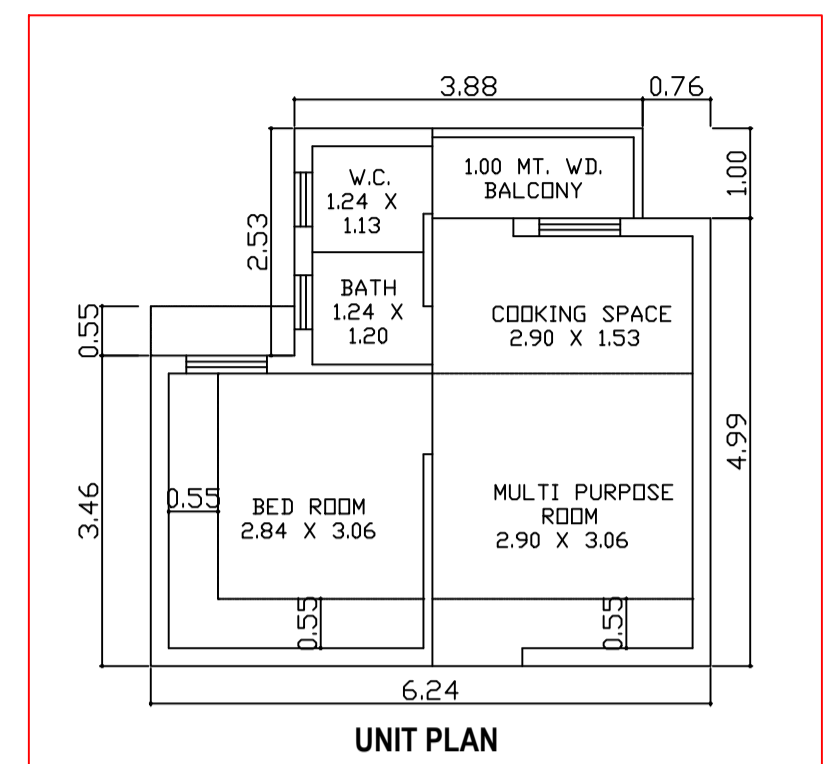 3.88
0.76
W.C.
1.24 X
1.13
1.00 MT. WD.
BALCONY
1.00
2.53
BATH
1.24 X
1.20
COOKING SPACE
2.90 X 1.53
0.55
4.99
3.46
0.55
BED ROOM
2.84 X 3.06
MULTI PURPOSE
ROOM
2.90 X 3.06
0.55
0.55
6.24
UNIT PLAN